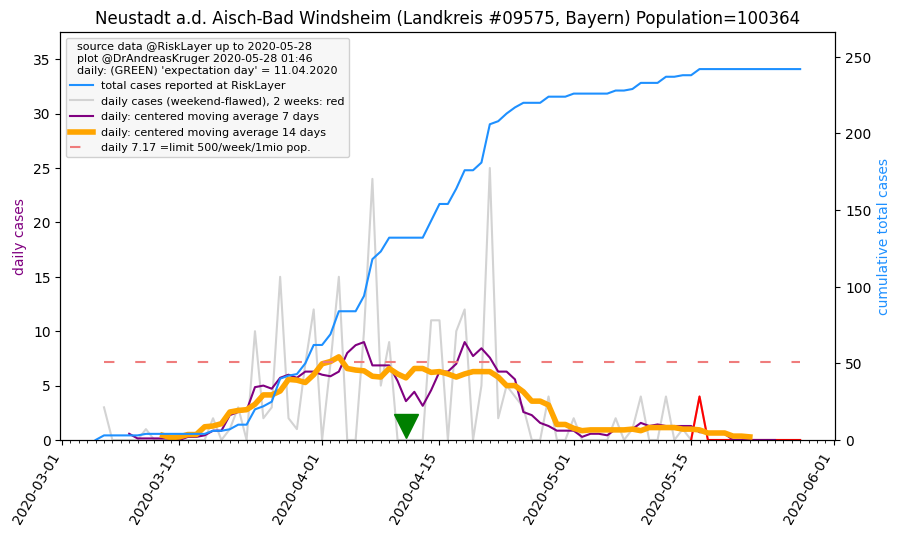 Neustadt a.d. Aisch-Bad Windsheim (Landkreis #09575, Bayern) Population=100364
source data @RiskLayer up to 2020-05-28
plot @DrAndreasKruger 2020-05-28 01:46
daily: (GREEN) 'expectation day' = 11.04.2020
total cases reported at RiskLayer
daily cases (weekend-flawed), 2 weeks: red
daily: centered moving average 7 days
daily: centered moving average 14 days
daily 7.17 =limit 500/week/1mio pop.
daily cases
35
30
25
20
15
10
5
0
cumulative total cases
250
200
150
100
50
0
2020-03-01
2020-03-15
2020-04-01
2020-04-15
2020-05-01
2020-05-15
2020-06-01